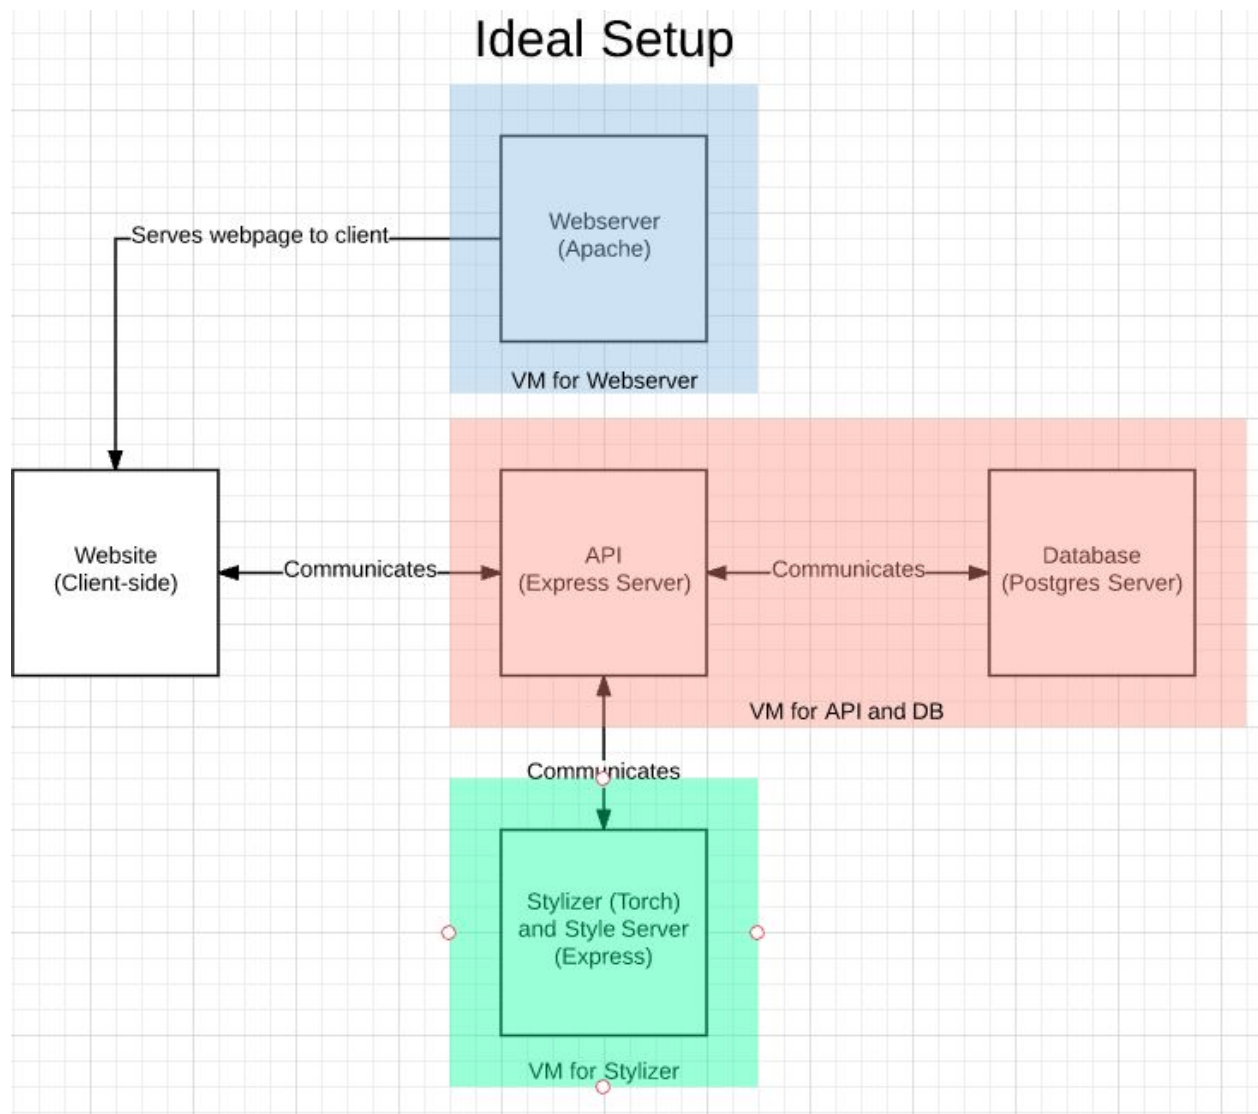 Ideal Setup
Webserver
(Apache)
Serves webpage to client
VM for Webserver
Website
(Client-side)
Communicates
API
(Express Server)
Communicates
Database
(Postgres Server)
VM for API and DB
Communicates
Stylizer (Torch)
and Style Server
(Express)
VM for Stylizer